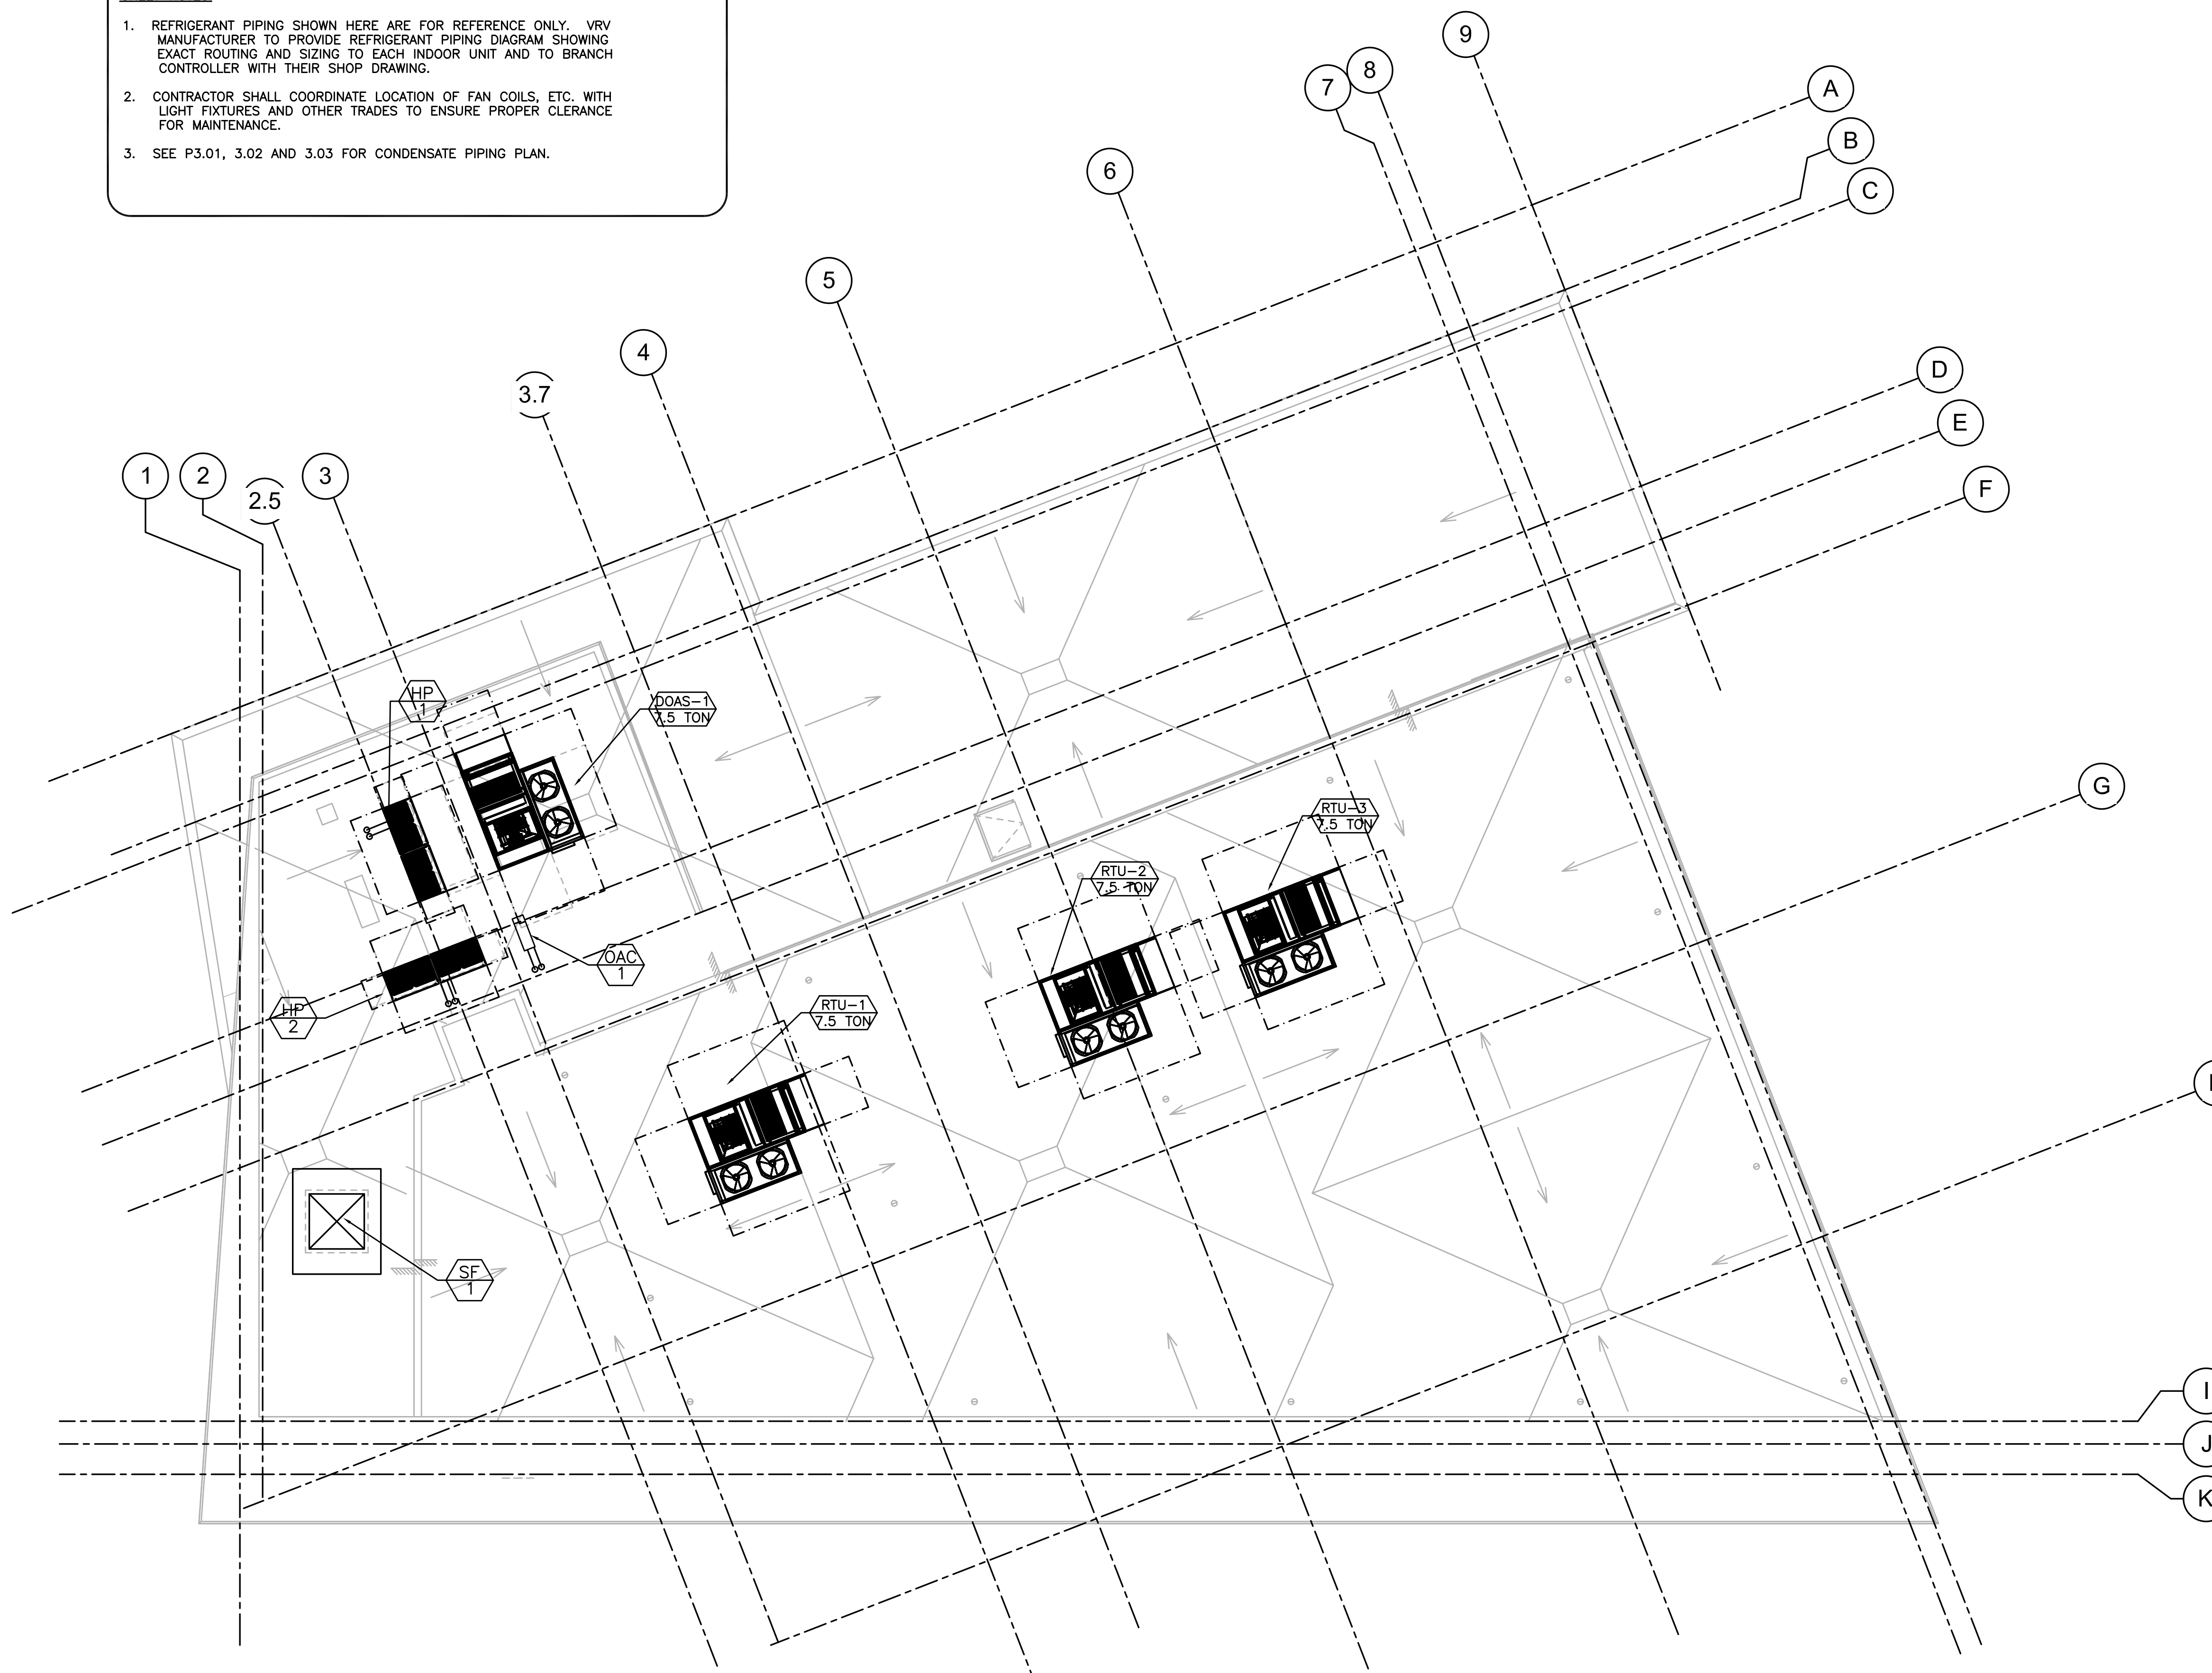 1. REFRIGERANT PIPING SHOWN HERE ARE FOR REFERENCE ONLY. VRV
MANUFACTURER TO PROVIDE REFRIGERANT PIPING DIAGRAM SHOWING
EXACT ROUTING AND SIZING TO EACH INDOOR UNIT AND TO BRANCH
CONTROLLER WITH THEIR SHOP DRAWING.
2. CONTRACTOR SHALL COORDINATE LOCATION OF FAN COILS, ETC. WITH
LIGHT FIXTURES AND OTHER TRADES TO ENSURE PROPER CLERANCE
FOR MAINTENANCE.
3. SEE P3.01, 3.02 AND 3.03 FOR CONDENSATE PIPING PLAN.
9
8
7
A
B
C
6
5
4
3.7
D
E
F
1
2
2.5
3
HP
1
DOAS-1
7.5 TON
G
RTU-3
7.5 TON
RTU-2
7.5 TON
OAC
1
HP
2
RTU-1
7.5 TON
SF
1
I
J
K